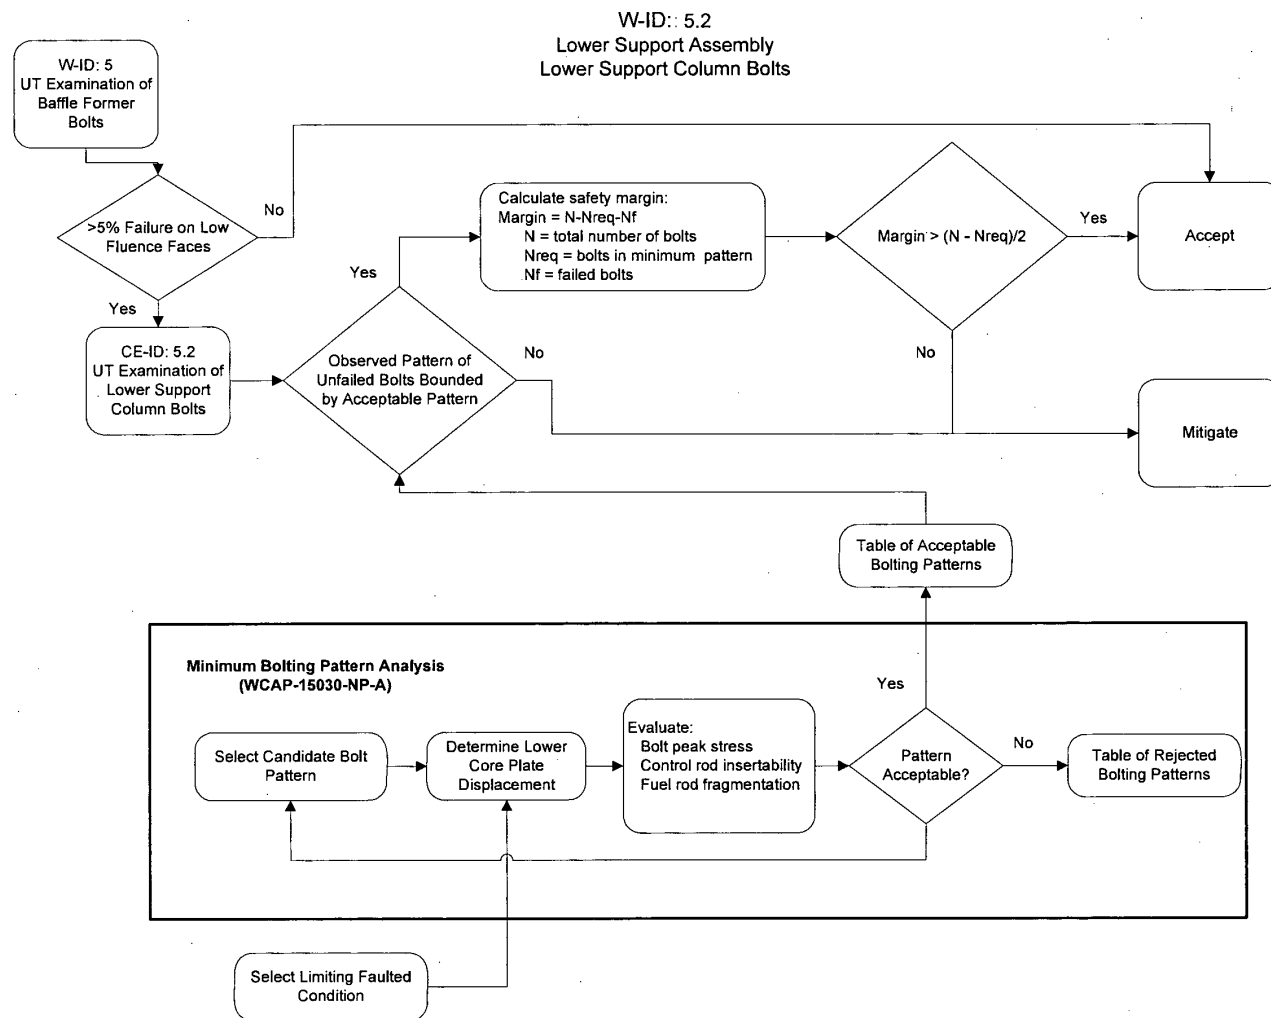 W-ID:: 5.2
Lower Support Assembly
Lower Support Column Bolts
W-ID: 5
UT Examination of
Baffle Former
Bolts
>5% Failure on Low
Fluence Faces
No
Yes
CE-ID: 5.2
UT Examination of
Lower Support
Column Bolts
Observed Pattern of
Unfailed Bolts Bounded
by Acceptable Pattern
Yes
No
Calculate safety margin:
Margin = N-Nreq-Nf
N = total number of bolts
Nreq = bolts in minimum pattern
Nf = failed bolts
Margin > (N - Nreq)/2
Yes
No
Accept
Mitigate
Table of Acceptable
Bolting Patterns
Minimum Bolting Pattern Analysis
(WCAP-15030-NP-A)
Select Candidate Bolt
Pattern
Determine Lower
Core Plate
Displacement
Evaluate:
Bolt peak stress
Control rod insertability
Fuel rod fragmentation
Pattern
Acceptable?
Yes
No
Table of Rejected
Bolting Patterns
Select Limiting Faulted
Condition